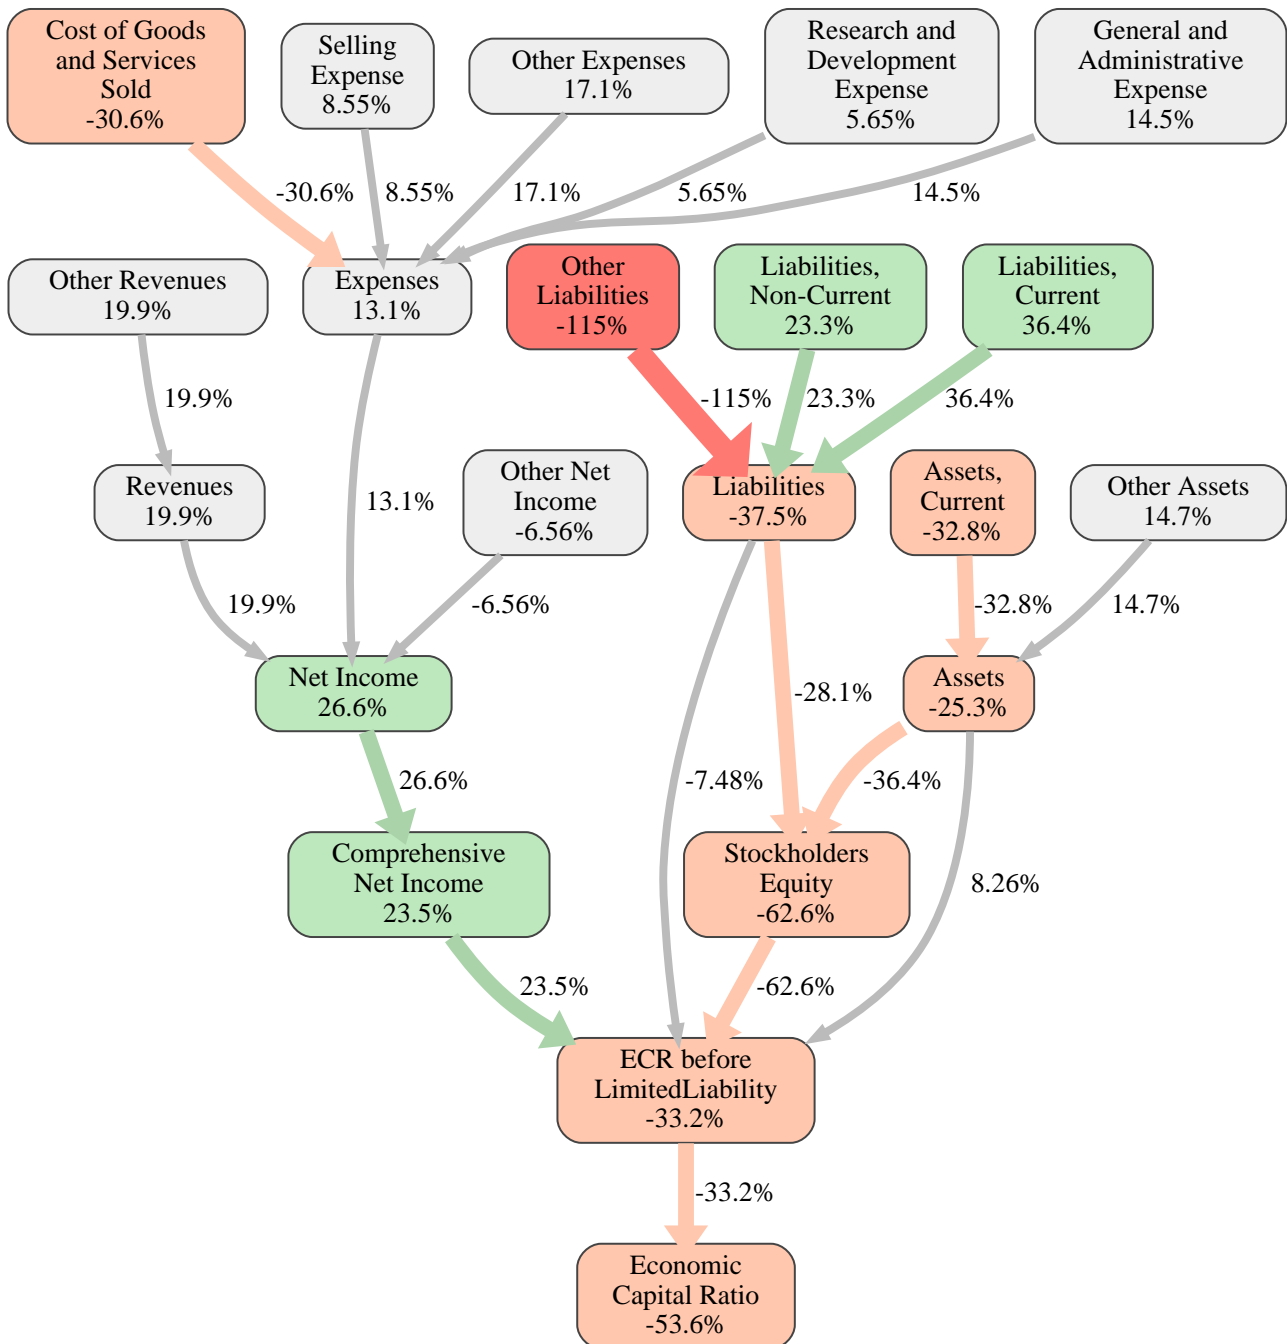 Cost of Goods
and Services
Sold
-30.6%
Selling
Expense
8.55%
Other Expenses
17.1%
Research and
Development
Expense
5.65%
General and
Administrative
Expense
14.5%
-30.6%
8.55%
17.1%
5.65%
14.5%
Other Revenues
19.9%
Expenses
13.1%
Other
Liabilities
-115%
Liabilities,
Non-Current
23.3%
Liabilities,
Current
36.4%
19.9%
-115%
23.3%
36.4%
Revenues
19.9%
13.1%
Other Net
Income
-6.56%
Liabilities
-37.5%
Assets,
Current
-32.8%
Other Assets
14.7%
19.9%
-6.56%
-32.8%
14.7%
Net Income
26.6%
-28.1%
Assets
-25.3%
26.6%
-7.48%
-36.4%
Comprehensive
Net Income
23.5%
Stockholders
Equity
-62.6%
8.26%
23.5%
-62.6%
ECR before
LimitedLiability
-33.2%
-33.2%
Economic
Capital Ratio
-53.6%